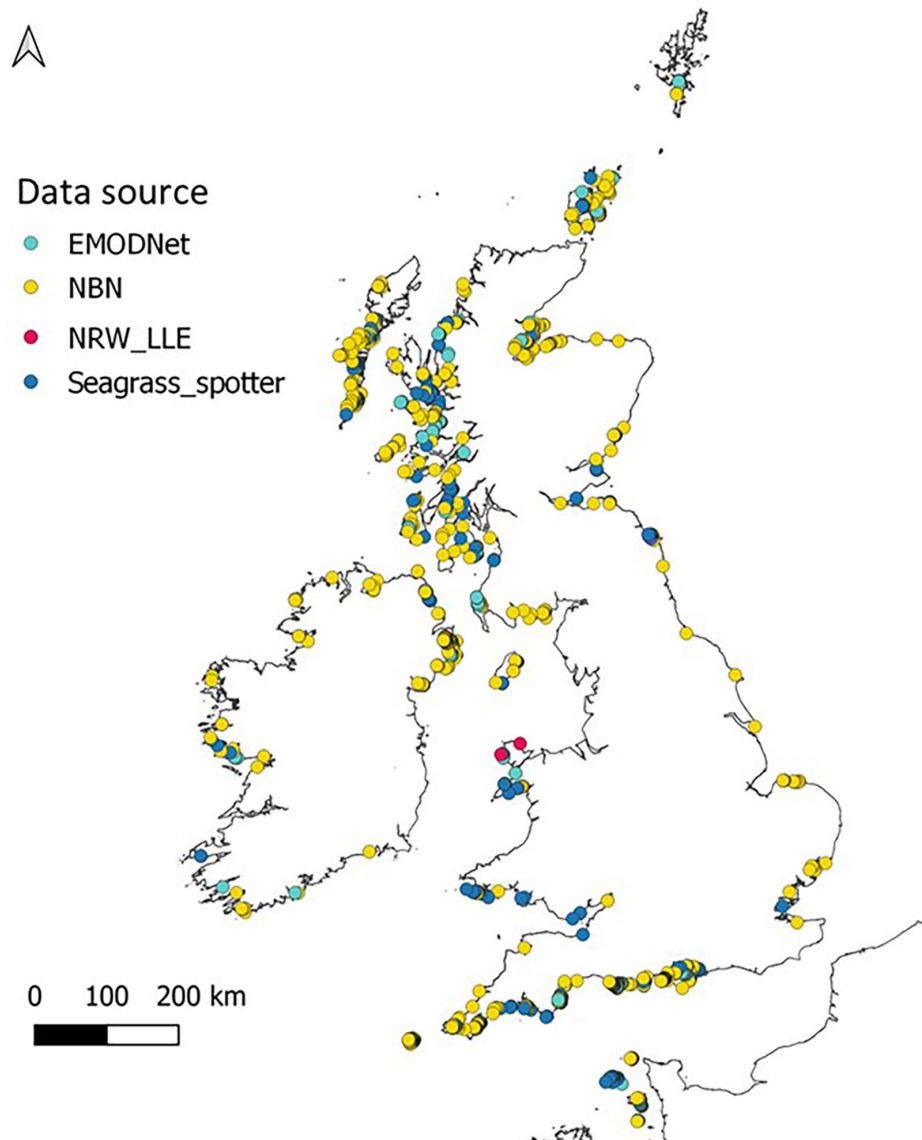 Data source
EMODNet
NBN
NRW_LLE
Seagrass_spotter
0 100 200 km